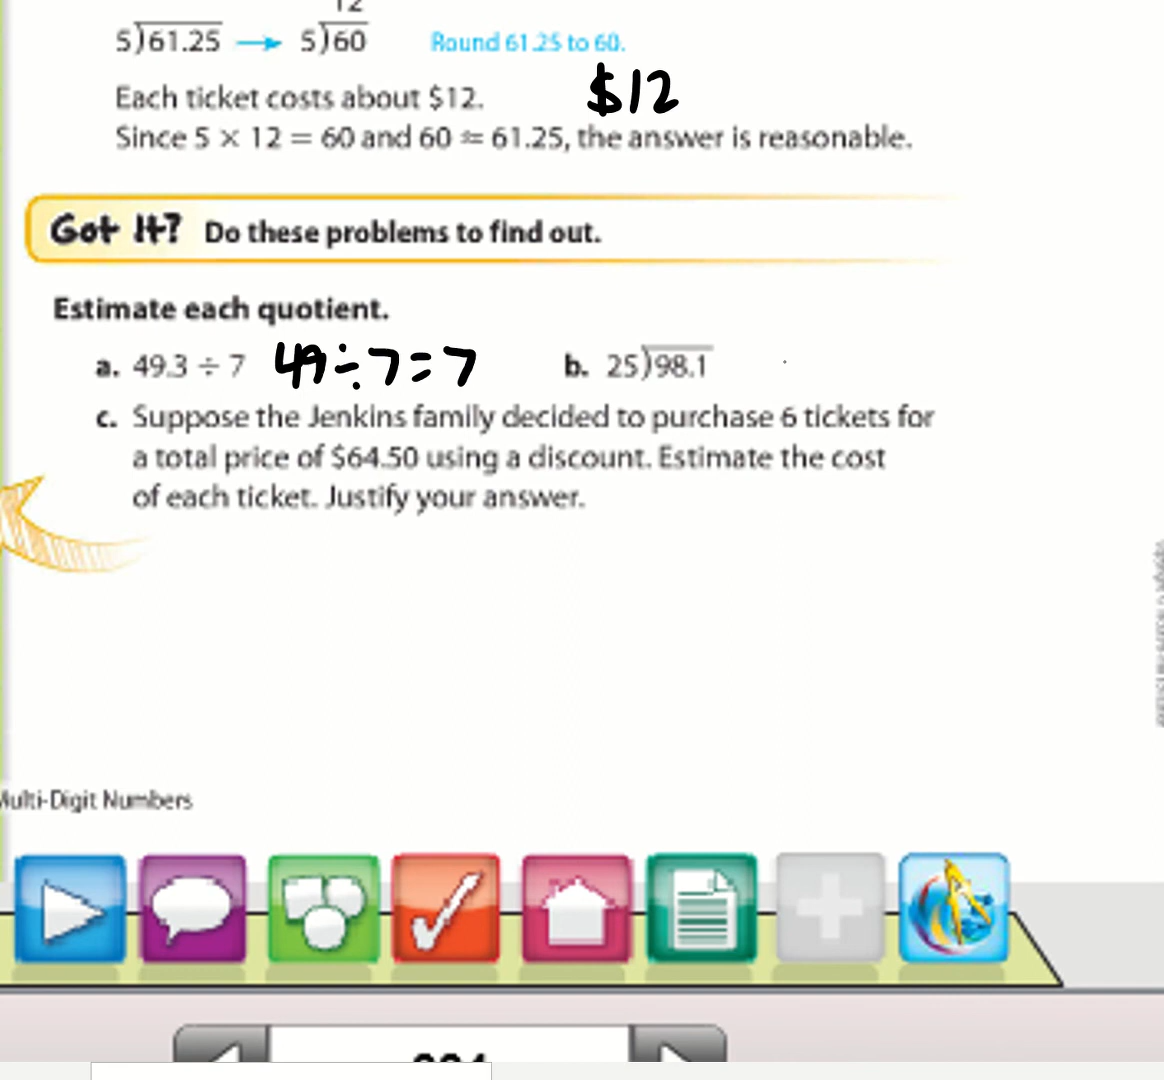 12
5)61.25 → 5)60 Round 61.25 to 60.
Each ticket costs about $12. $12
Since 5 × 12 = 60 and 60 ≈ 61.25, the answer is reasonable.
Got It? Do these problems to find out.
Estimate each quotient.
a. 49.3 ÷ 7 49÷7=7 b. 25)98.1
c. Suppose the Jenkins family decided to purchase 6 tickets for
a total price of $64.50 using a discount. Estimate the cost
of each ticket. Justify your answer.
Multi-Digit Numbers